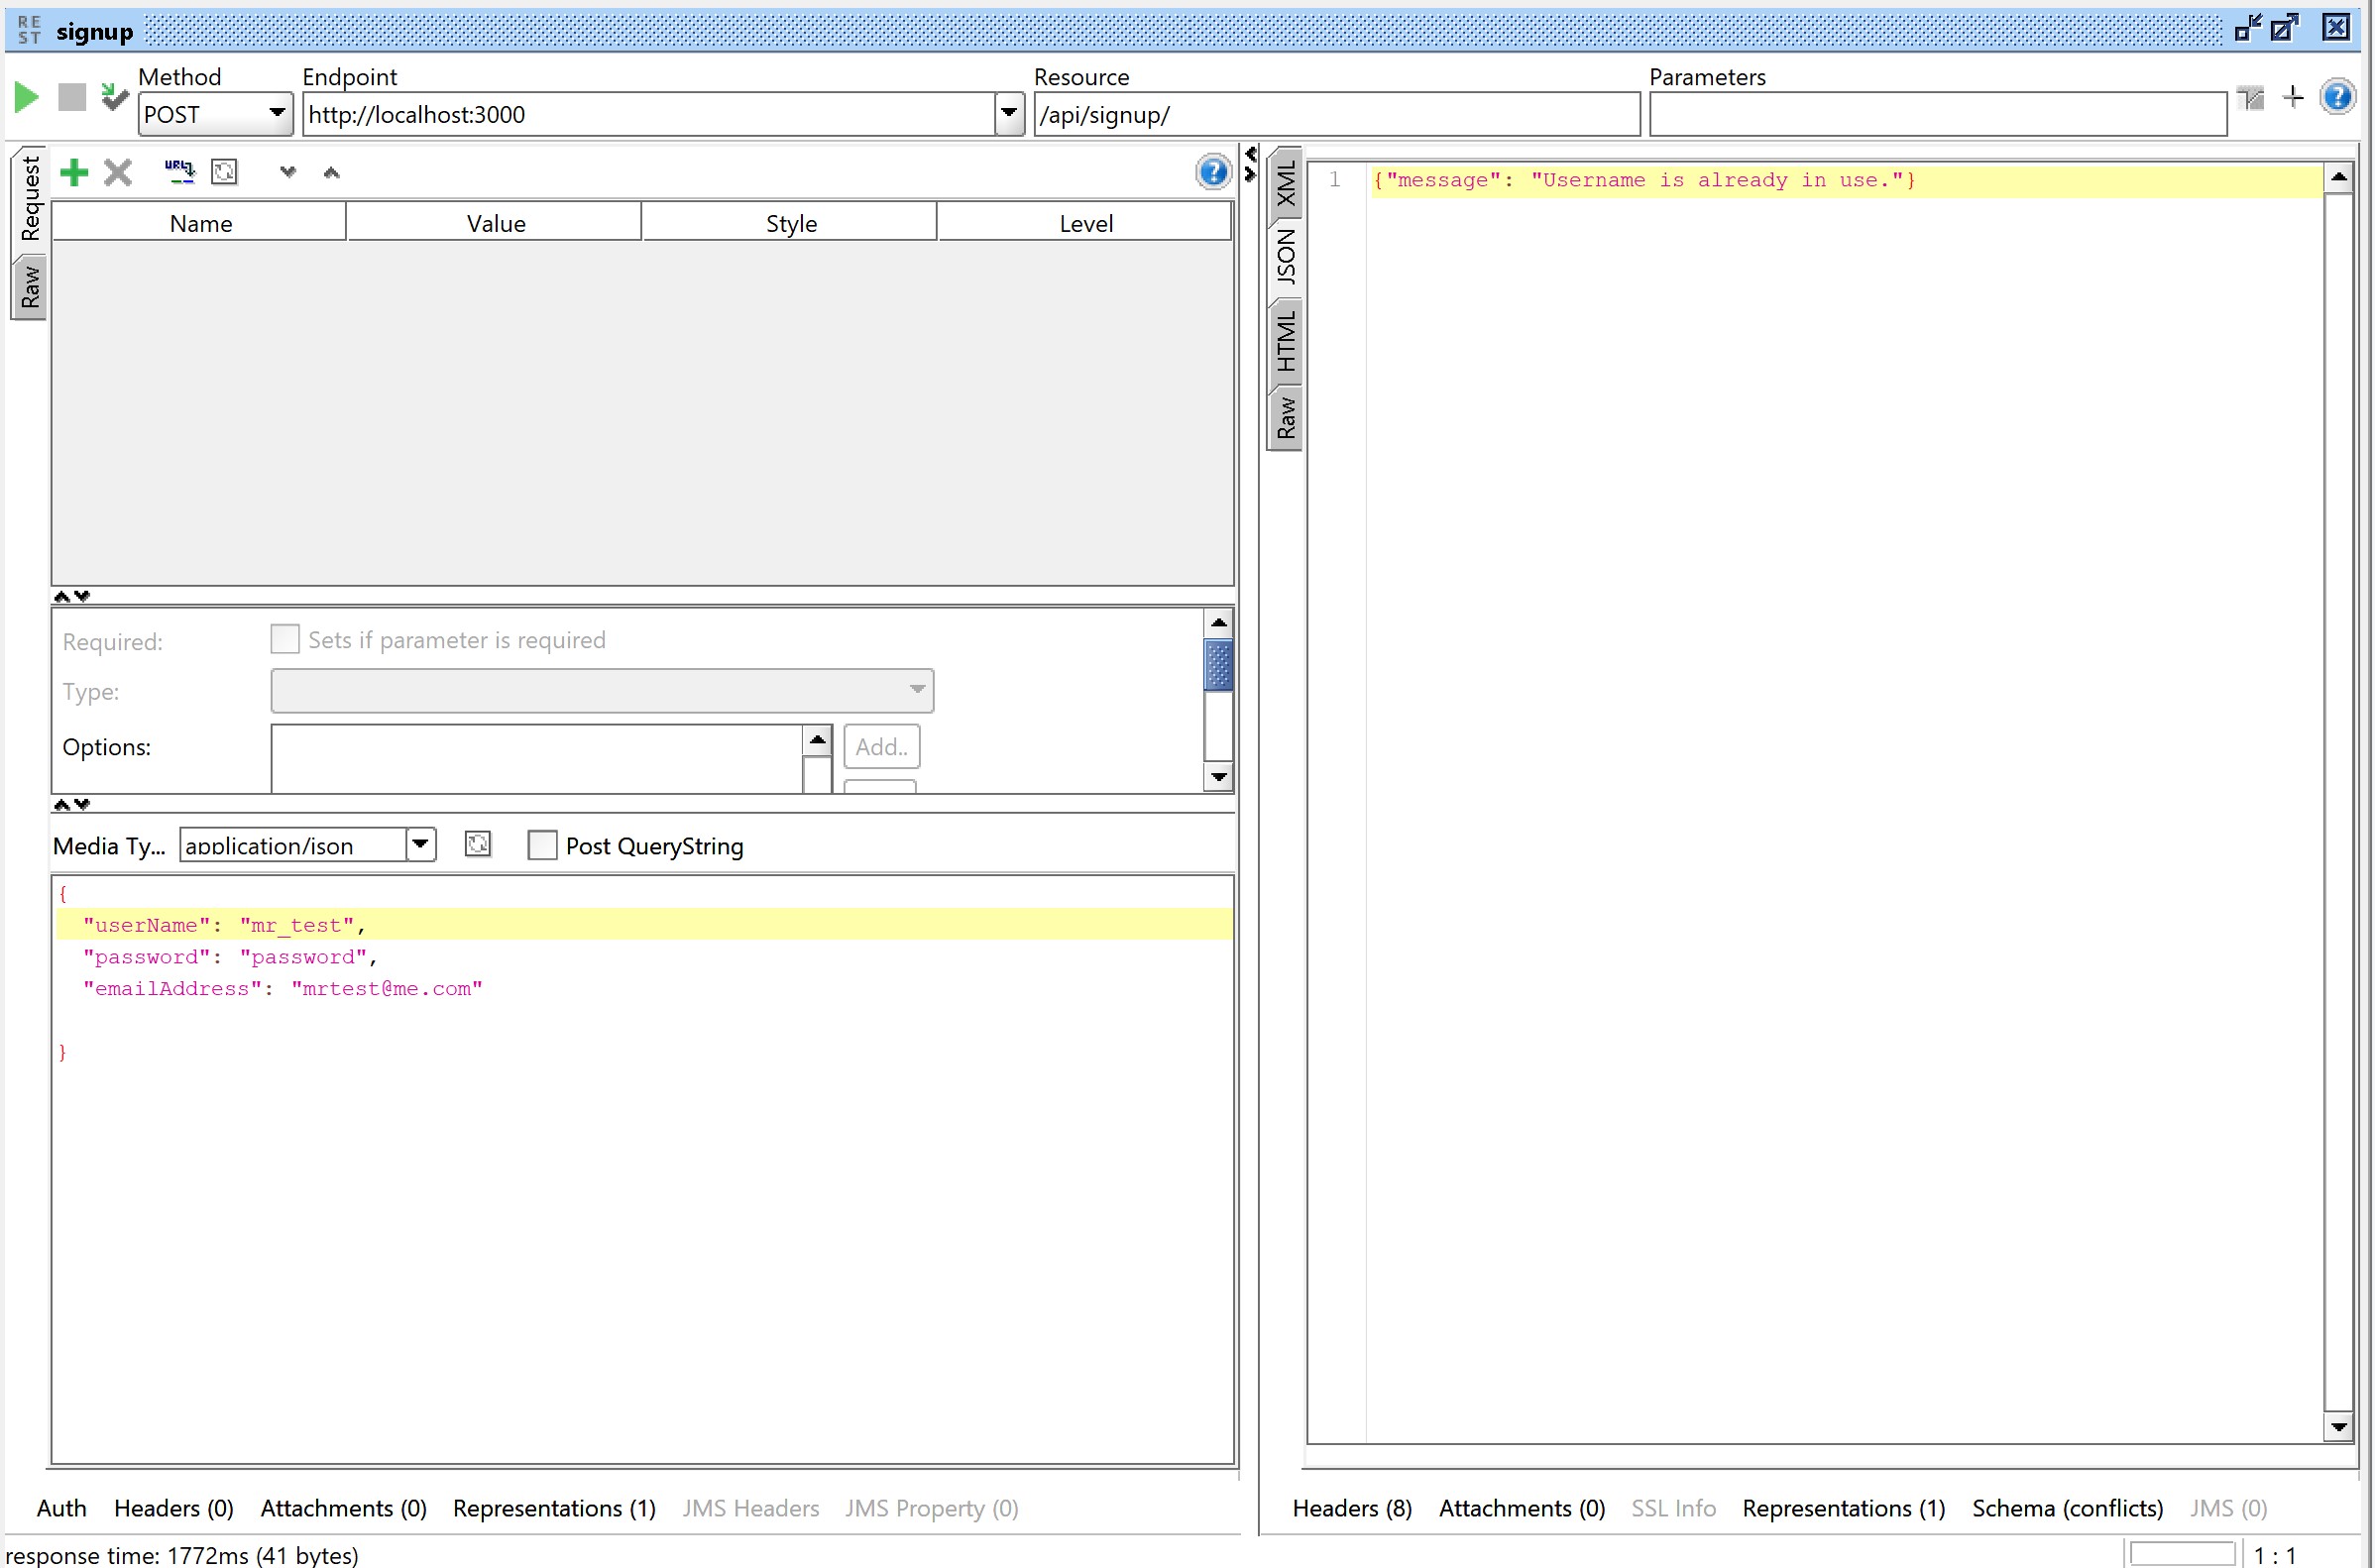 RE
ST
signup
Method
Endpoint
Resource
Parameters
POST
http://localhost:3000
/api/signup/
Request
Raw
URL
Name Value Style Level
Required: Sets if parameter is required
Type:
Options: Add..
Media Ty... application/json Post QueryString
{
"userName": "mr_test",
"password": "password",
"emailAddress": "mrtest@me.com"
}
Auth Headers (0) Attachments (0) Representations (1) JMS Headers JMS Property (0)
XML
JSON
HTML
Raw
1 {"message": "Username is already in use."}
Headers (8) Attachments (0) SSL Info Representations (1) Schema (conflicts) JMS (0)
response time: 1772ms (41 bytes)
1 : 1